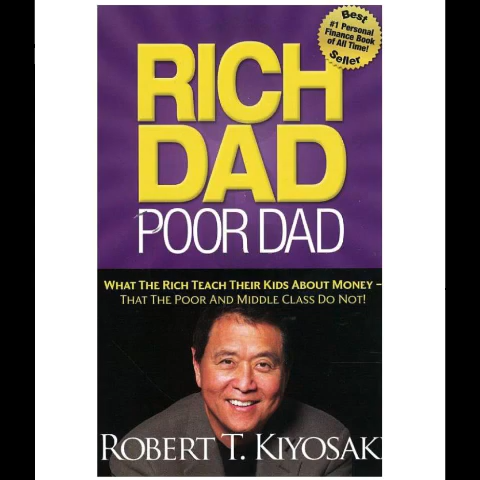 Best
#1 Personal
Finance Book
of All Time!
Seller
RICH
DAD
POOR DAD
WHAT THE RICH TEACH THEIR KIDS ABOUT MONEY –
THAT THE POOR AND MIDDLE CLASS DO NOT!
ROBERT T. KIYOSAKI